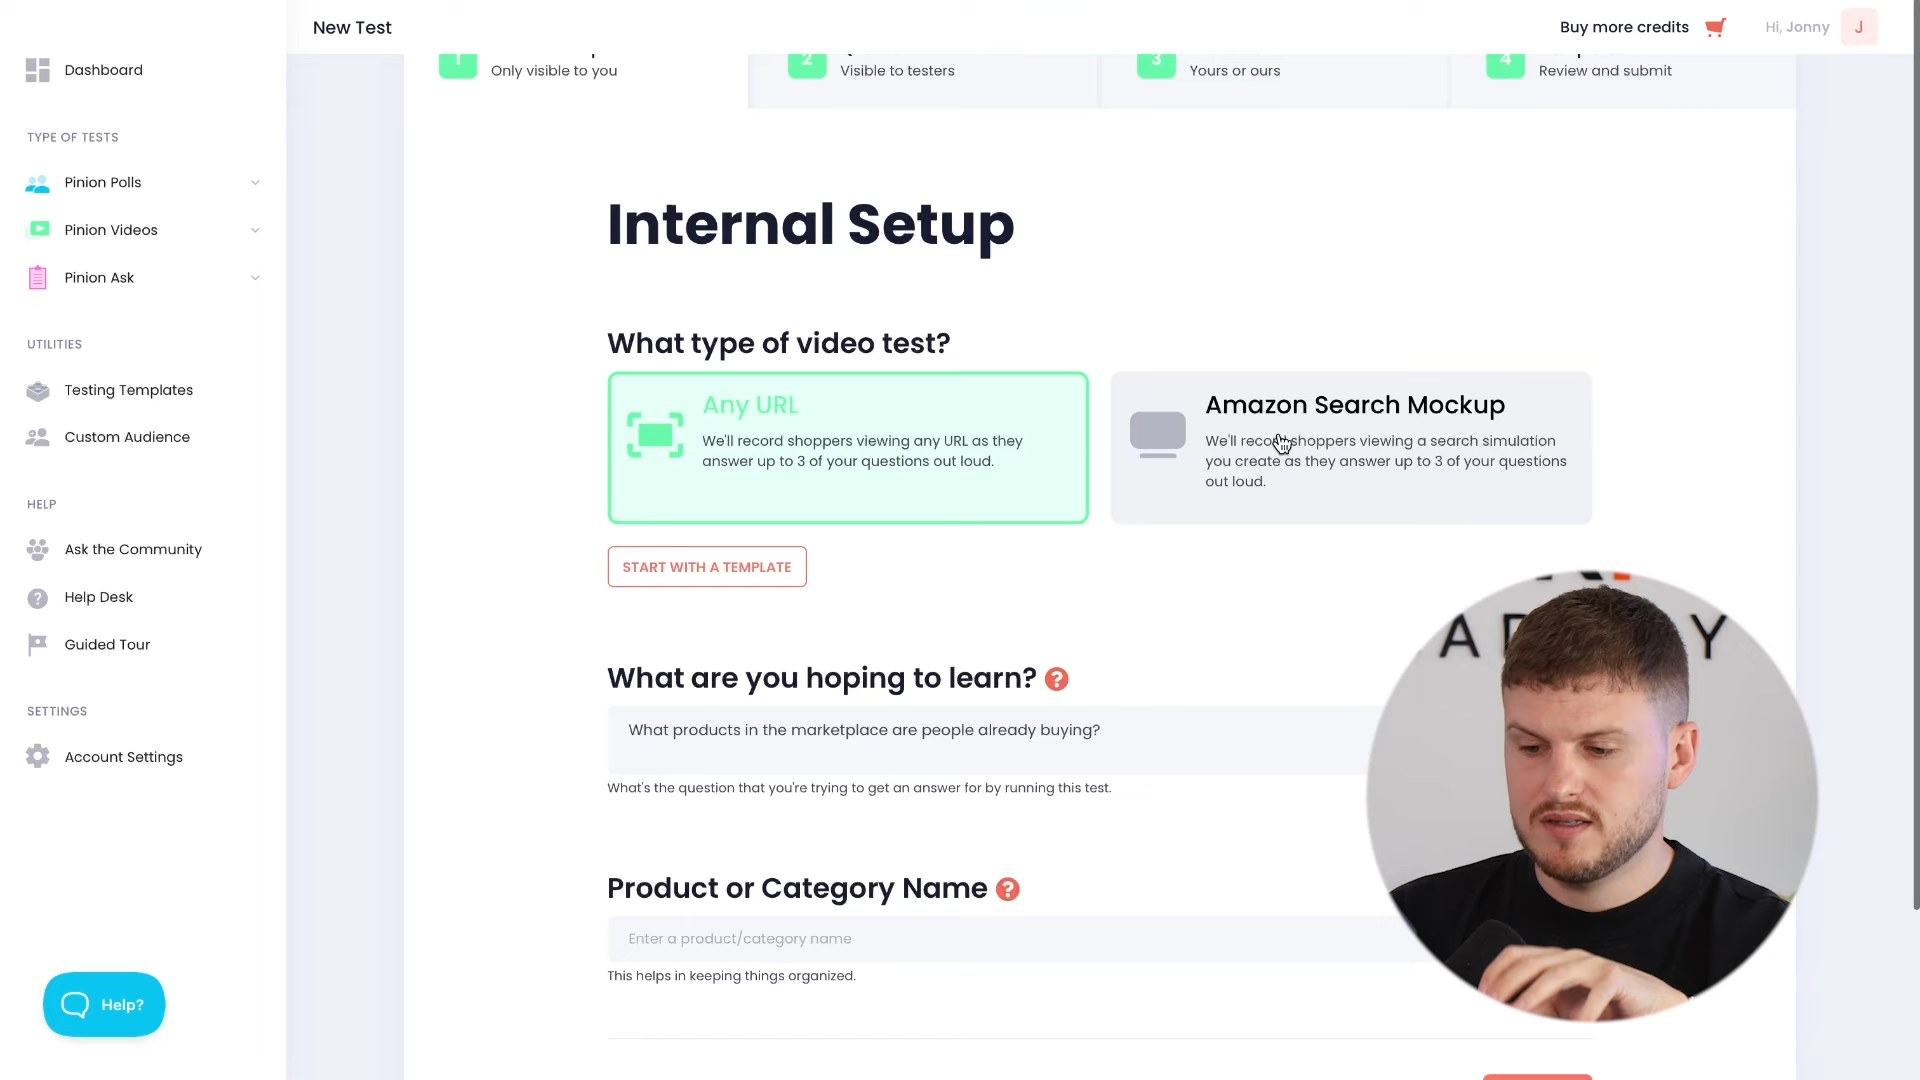 New Test
Buy more credits
Hi, Jonny
J
Dashboard
TYPE OF TESTS
Pinion Polls
Pinion Videos
Pinion Ask
UTILITIES
Testing Templates
Custom Audience
HELP
Ask the Community
Help Desk
Guided Tour
SETTINGS
Account Settings
Help?
1
Only visible to you
2
Visible to testers
3
Yours or ours
4
Review and submit
Internal Setup
What type of video test?
Any URL
We'll record shoppers viewing any URL as they
answer up to 3 of your questions out loud.
Amazon Search Mockup
We'll record shoppers viewing a search simulation
you create as they answer up to 3 of your questions
out loud.
START WITH A TEMPLATE
What are you hoping to learn? ?
What products in the marketplace are people already buying?
What's the question that you're trying to get an answer for by running this test.
Product or Category Name ?
Enter a product/category name
This helps in keeping things organized.